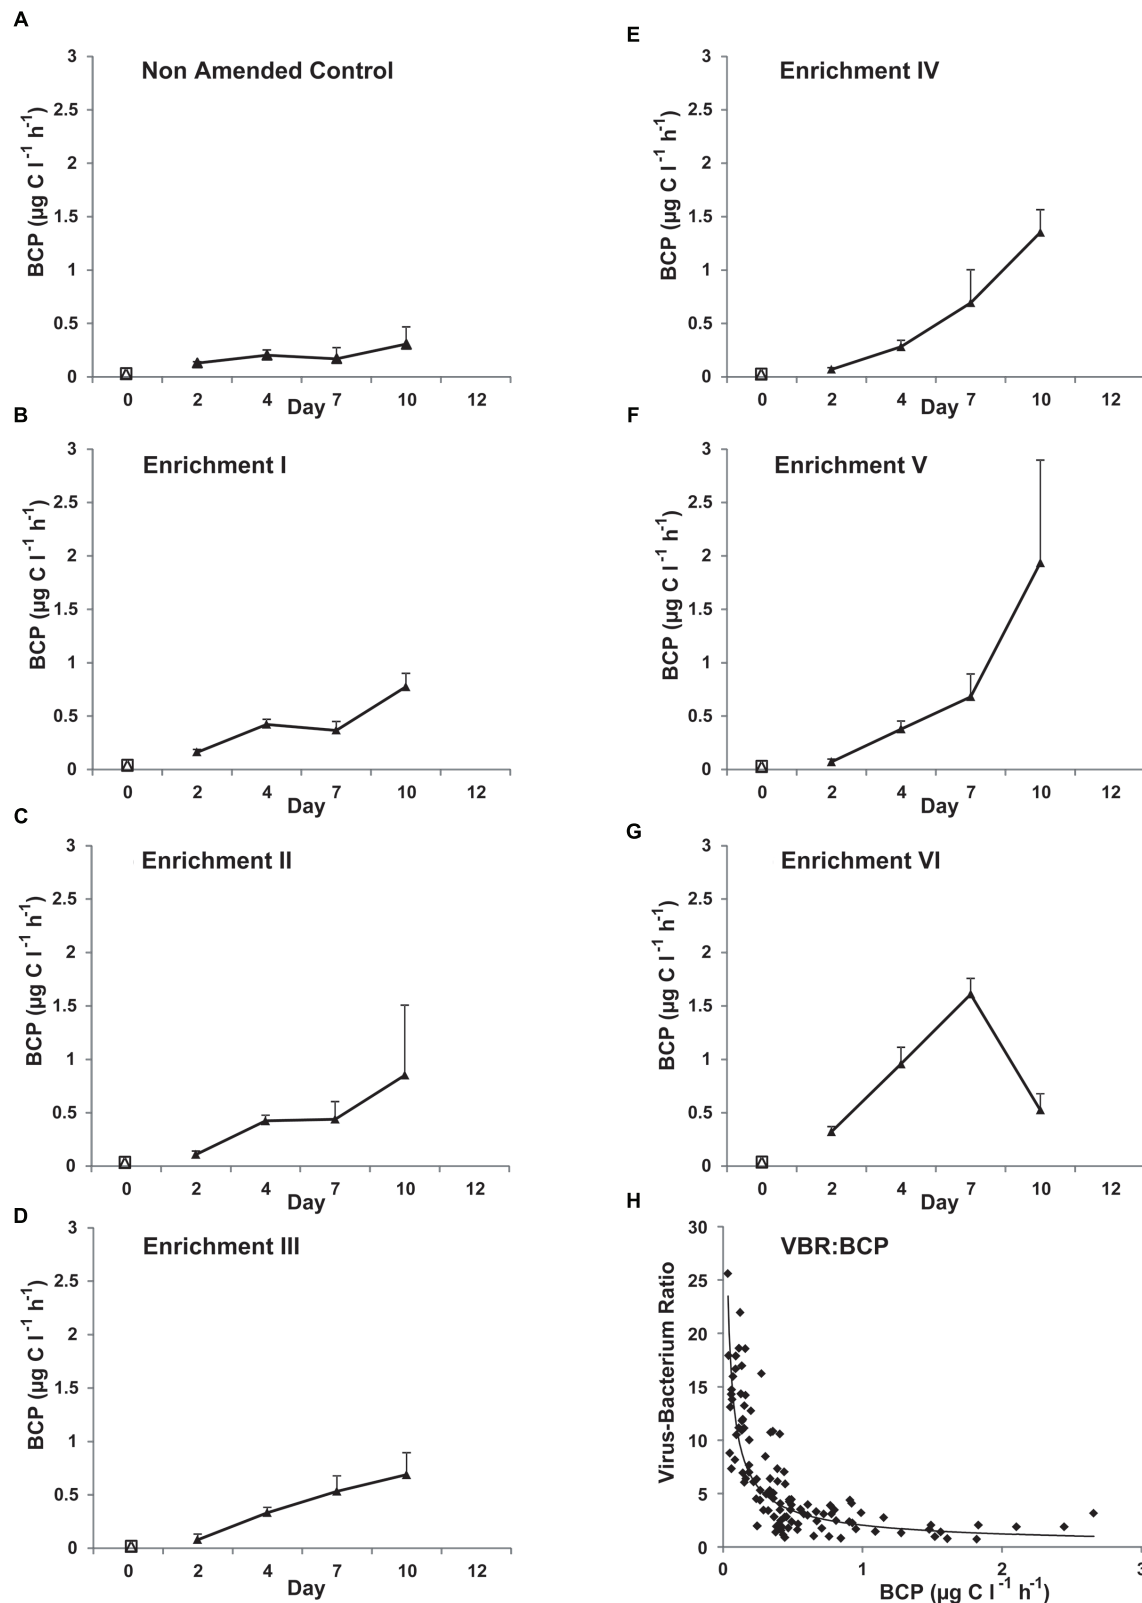 A
Non Amended Control
BCP (µg C l⁻¹ h⁻¹)
3
2.5
2
1.5
1
0.5
0
0 2 4 7 10 12
Day
B
Enrichment I
BCP (µg C l⁻¹ h⁻¹)
3
2.5
2
1.5
1
0.5
0
0 2 4 7 10 12
Day
C
Enrichment II
BCP (µg C l⁻¹ h⁻¹)
3
2.5
2
1.5
1
0.5
0
0 2 4 7 10 12
Day
D
Enrichment III
BCP (µg C l⁻¹ h⁻¹)
3
2.5
2
1.5
1
0.5
0
0 2 4 7 10 12
Day
E
Enrichment IV
BCP (µg C l⁻¹ h⁻¹)
3
2.5
2
1.5
1
0.5
0
0 2 4 7 10 12
Day
F
Enrichment V
BCP (µg C l⁻¹ h⁻¹)
3
2.5
2
1.5
1
0.5
0
0 2 4 7 10 12
Day
G
Enrichment VI
BCP (µg C l⁻¹ h⁻¹)
3
2.5
2
1.5
1
0.5
0
0 2 4 7 10 12
Day
H
VBR:BCP
Virus-Bacterium Ratio
30
25
20
15
10
5
0
0 1 2 3
BCP (µg C l⁻¹ h⁻¹)